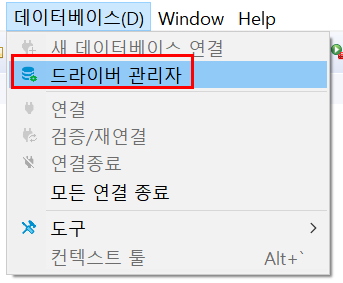 데이터베이스(D) Window Help
새 데이터베이스 연결
드라이버 관리자
연결
검증/재연결
연결종료
모든 연결 종료
도구
컨텍스트 툴 Alt+`